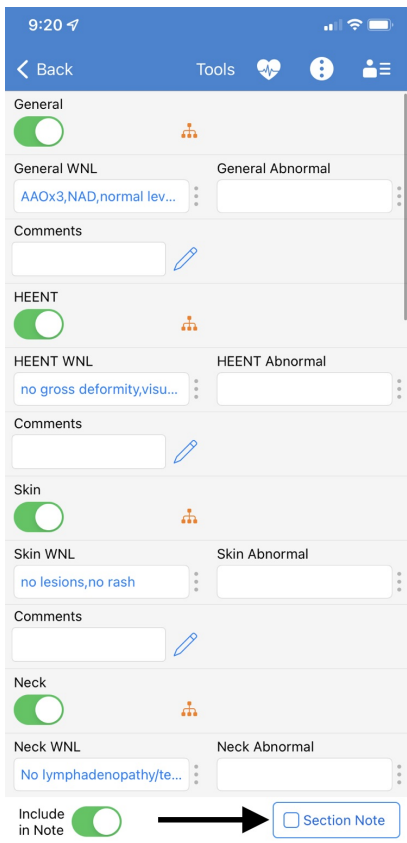 9:20
Back Tools
General
General WNL General Abnormal
AAOx3,NAD,normal lev...
Comments
HEENT
HEENT WNL HEENT Abnormal
no gross deformity,visu...
Comments
Skin
Skin WNL Skin Abnormal
no lesions,no rash
Comments
Neck
Neck WNL Neck Abnormal
No lymphadenopathy/te...
Include
in Note
Section Note